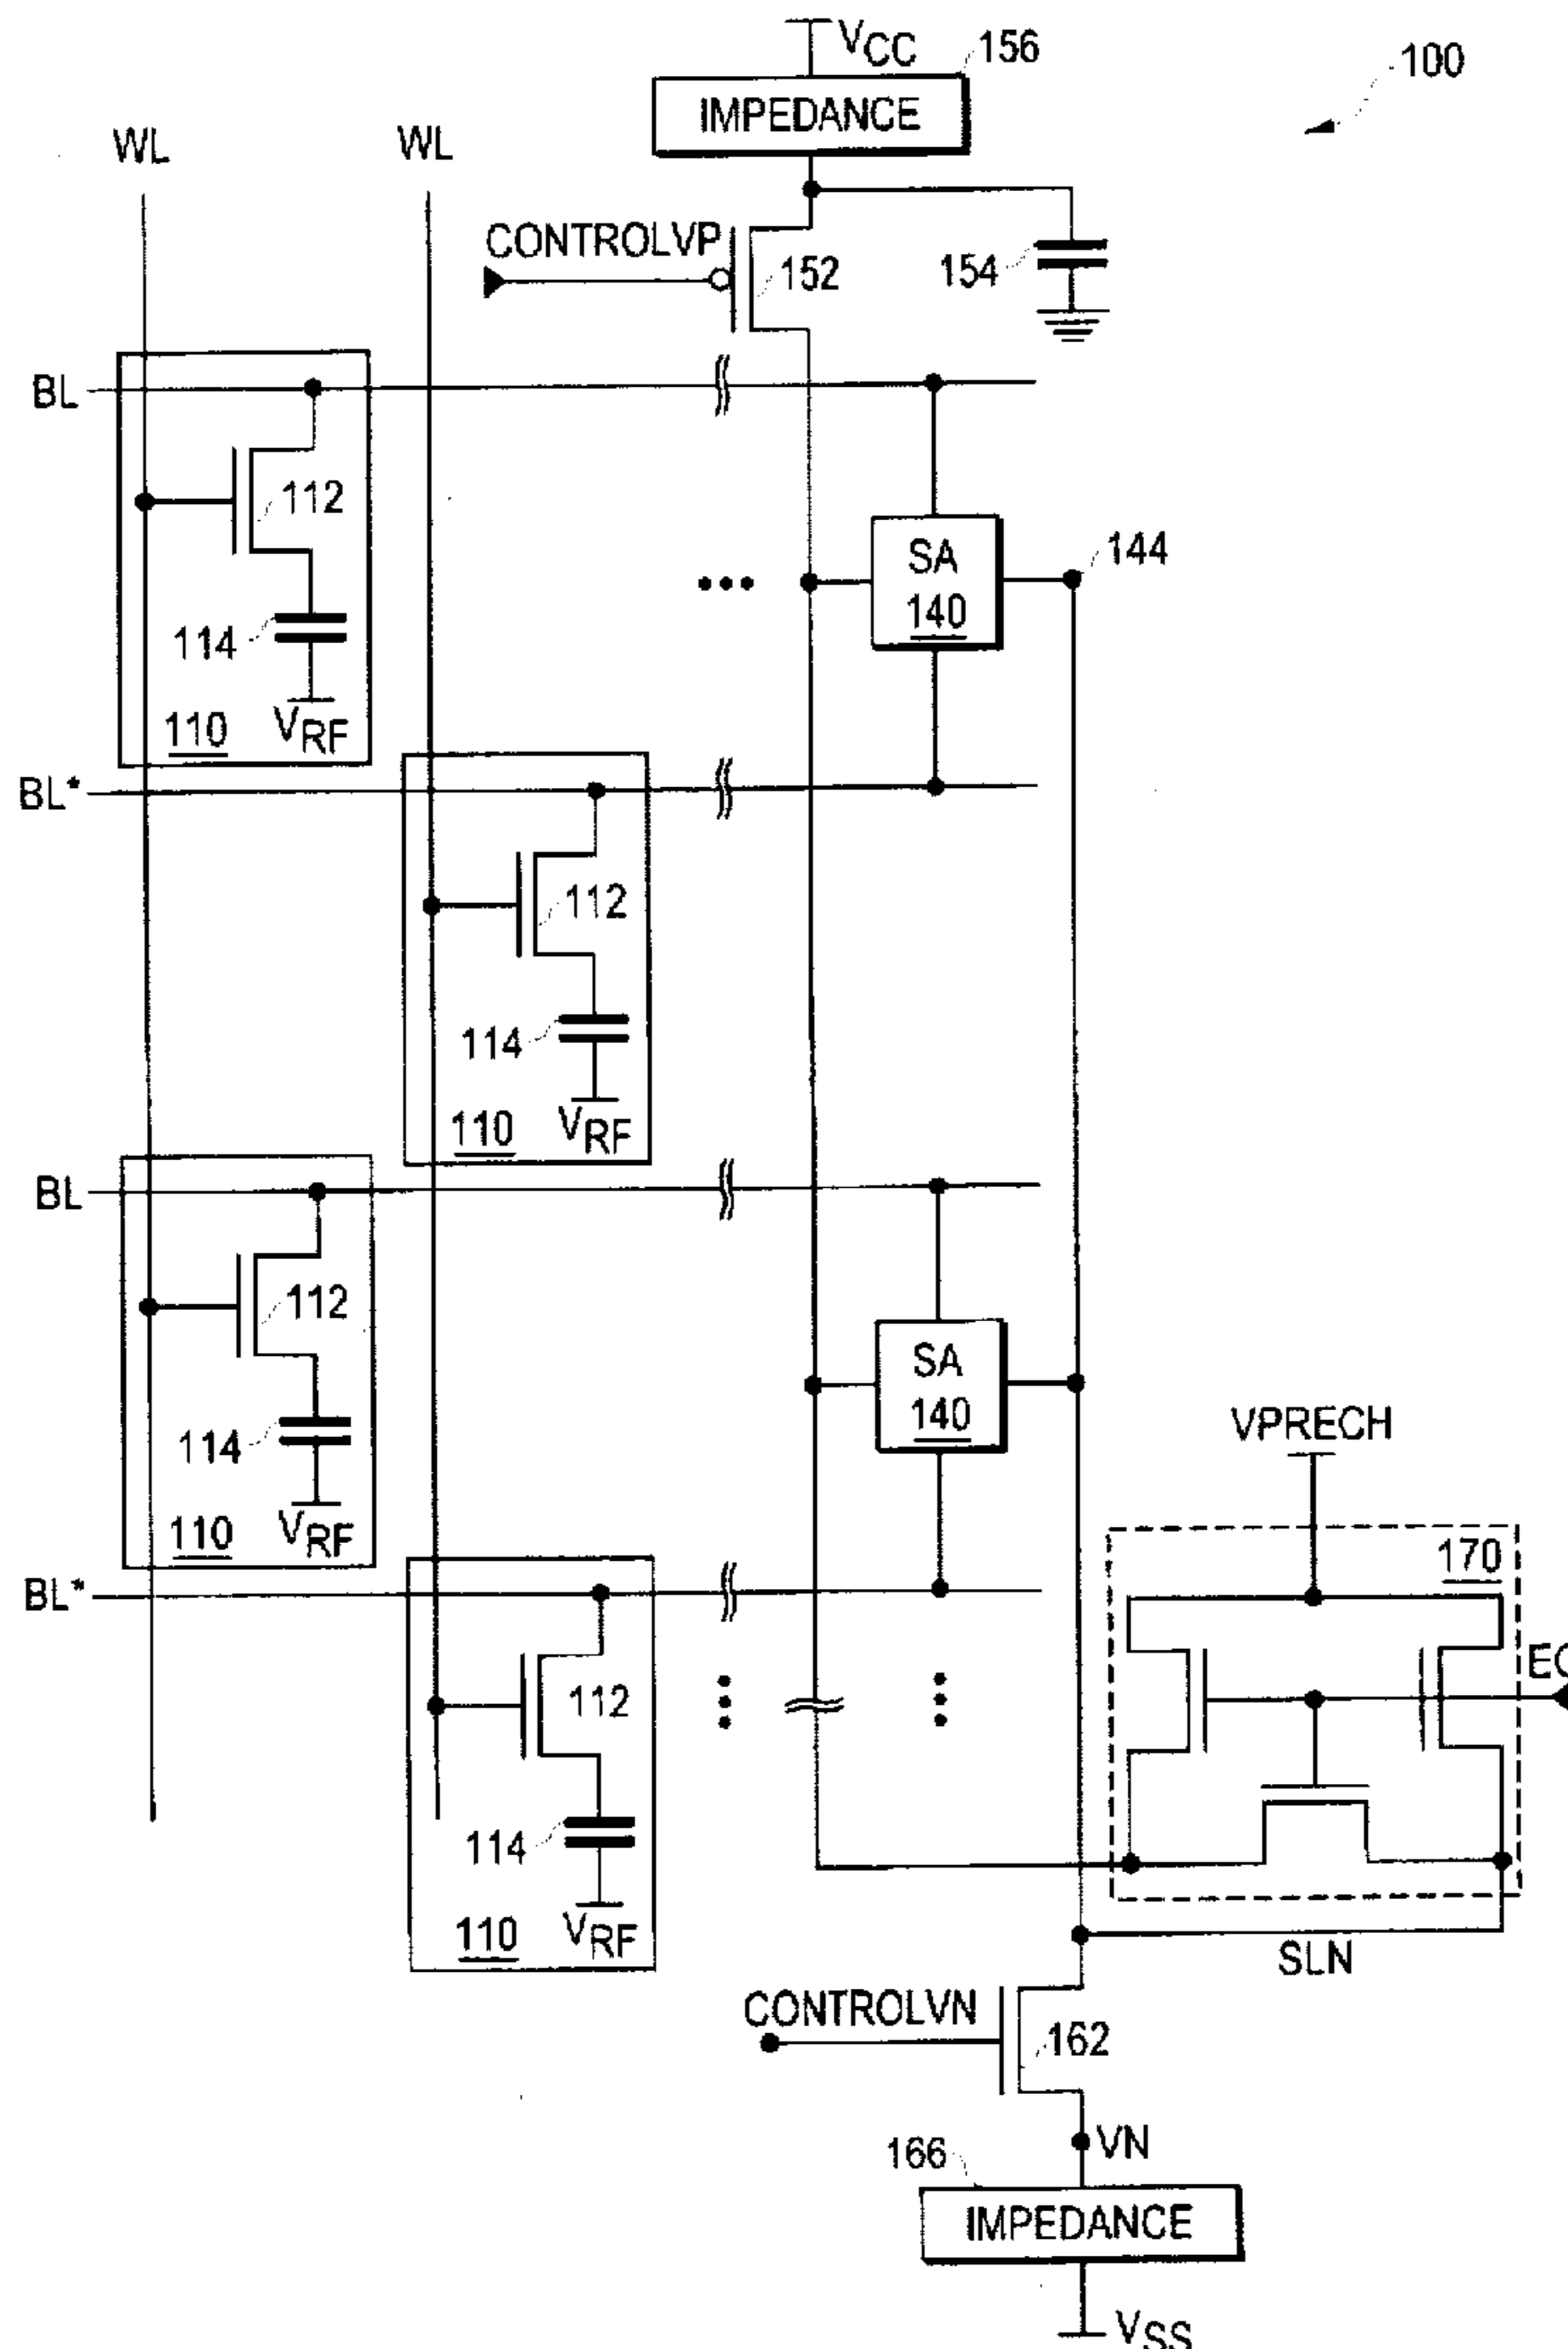 VCC
156
100
IMPEDANCE
WL
WL
CONTROLVP
152
154
BL
112
SA
140
144
114
VRF
110
BL*
112
114
VRF
110
BL
112
SA
140
114
VRF
110
VPRECH
170
BL*
EQ
112
114
VRF
110
SLN
CONTROLVN
162
VN
166
IMPEDANCE
VSS